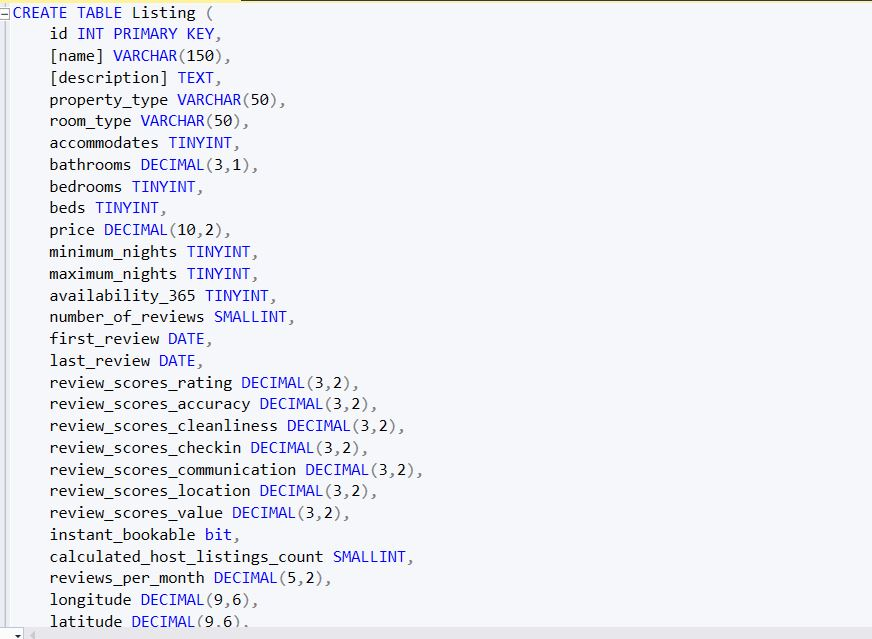 CREATE TABLE Listing (
id INT PRIMARY KEY,
[name] VARCHAR(150),
[description] TEXT,
property_type VARCHAR(50),
room_type VARCHAR(50),
accommodates TINYINT,
bathrooms DECIMAL(3,1),
bedrooms TINYINT,
beds TINYINT,
price DECIMAL(10,2),
minimum_nights TINYINT,
maximum_nights TINYINT,
availability_365 TINYINT,
number_of_reviews SMALLINT,
first_review DATE,
last_review DATE,
review_scores_rating DECIMAL(3,2),
review_scores_accuracy DECIMAL(3,2),
review_scores_cleanliness DECIMAL(3,2),
review_scores_checkin DECIMAL(3,2),
review_scores_communication DECIMAL(3,2),
review_scores_location DECIMAL(3,2),
review_scores_value DECIMAL(3,2),
instant_bookable bit,
calculated_host_listings_count SMALLINT,
reviews_per_month DECIMAL(5,2),
longitude DECIMAL(9,6),
latitude DECIMAL(9,6),